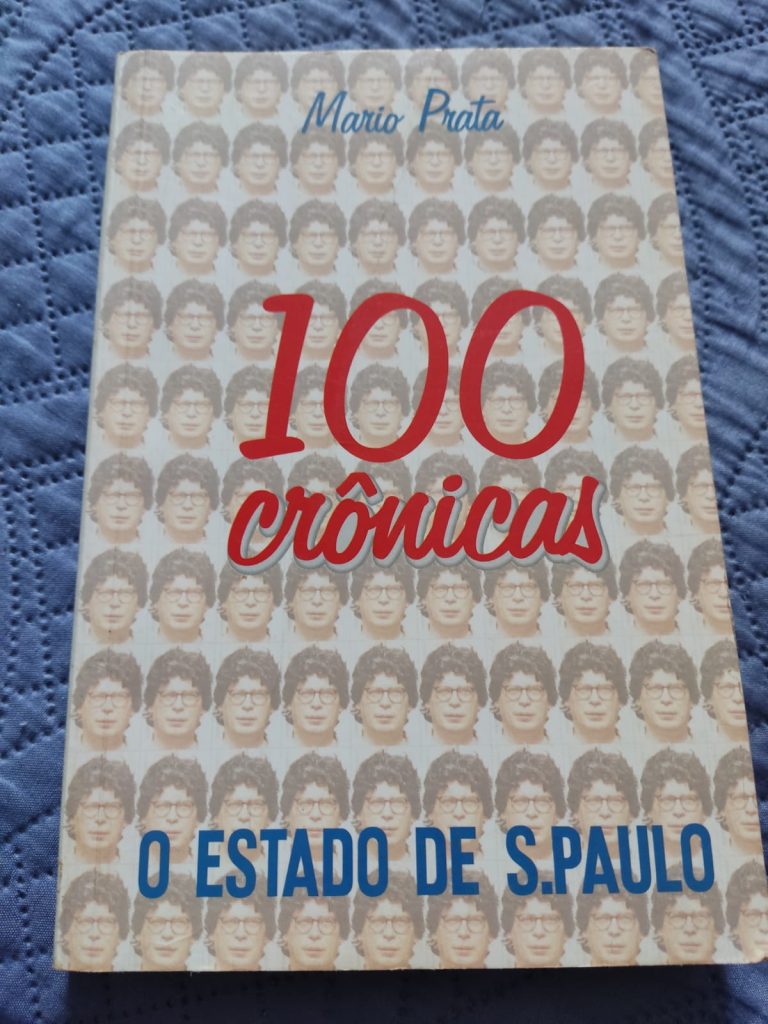 Mario Prata
100
crônicas
O ESTADO DE S.PAULO